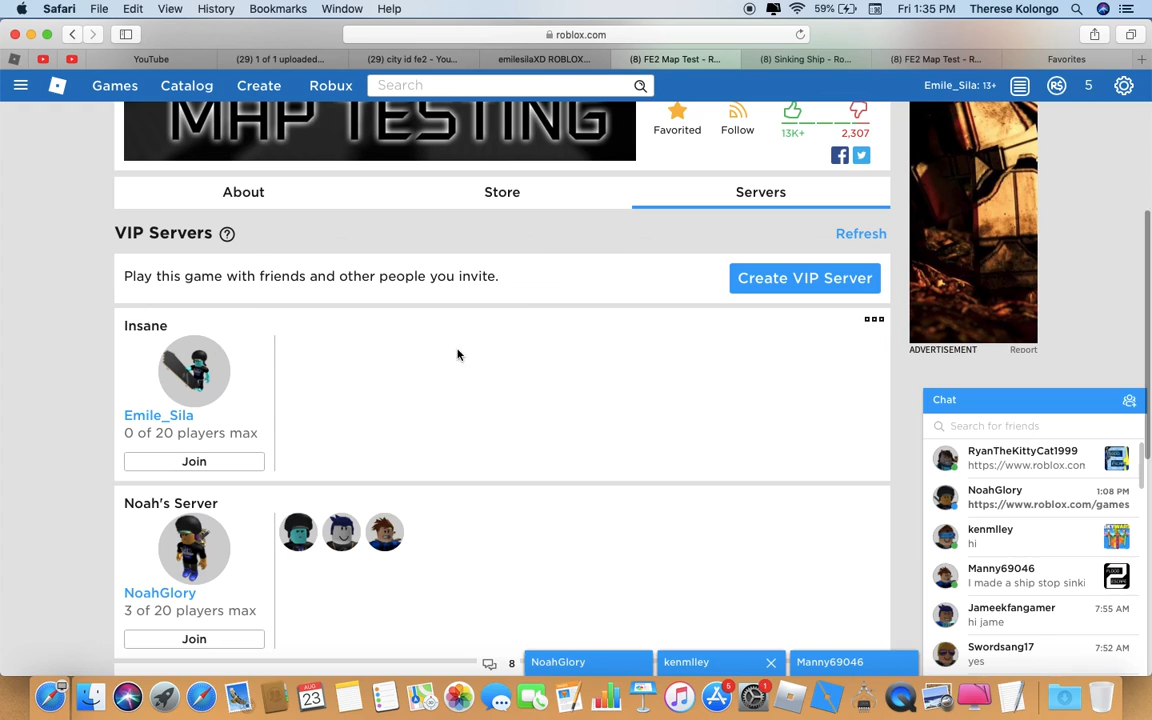 Safari File Edit View History Bookmarks Window Help 59% Fri 1:35 PM Therese Kolongo
roblox.com
YouTube (29) 1 of 1 uploaded... (29) city id fe2 - You... emilesilaXD ROBLOX... (8) FE2 Map Test - R... (8) Sinking Ship - Ro... (8) FE2 Map Test - R... Favorites
Games Catalog Create Robux Search Emile_Sila: 13+ R$ 5
MAP TESTING
Favorited Follow 13K+ 2,307
About Store Servers
VIP Servers ? Refresh
Play this game with friends and other people you invite. Create VIP Server
Insane
Emile_Sila
0 of 20 players max
Join
Noah's Server
NoahGlory
3 of 20 players max
Join
ADVERTISEMENT Report
Chat
Search for friends
RyanTheKittyCat1999
https://www.roblox.com
NoahGlory 1:08 PM
https://www.roblox.com/games
kenmlley
hi
Manny69046
I made a ship stop sinki
Jameekfangamer 7:55 AM
hi jame
Swordsang17 7:52 AM
yes
8 NoahGlory kenmlley Manny69046
AUG
23
6
1